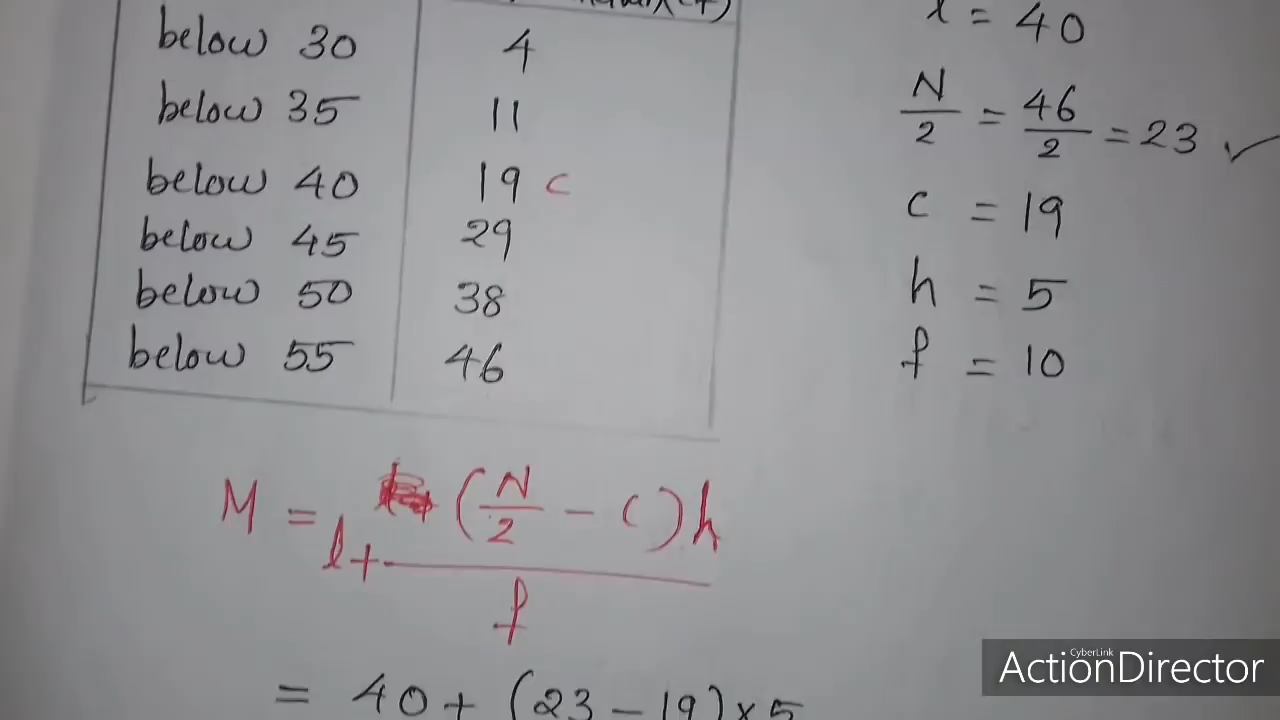 below 30 4
below 35 11
below 40 19 c
below 45 29
below 50 38
below 55 46
l = 40
N/2 = 46/2 = 23 ✓
c = 19
h = 5
f = 10
M = l + (N/2 - c)h / f
= 40 + (23 - 19) × 5
CyberLink
ActionDirector